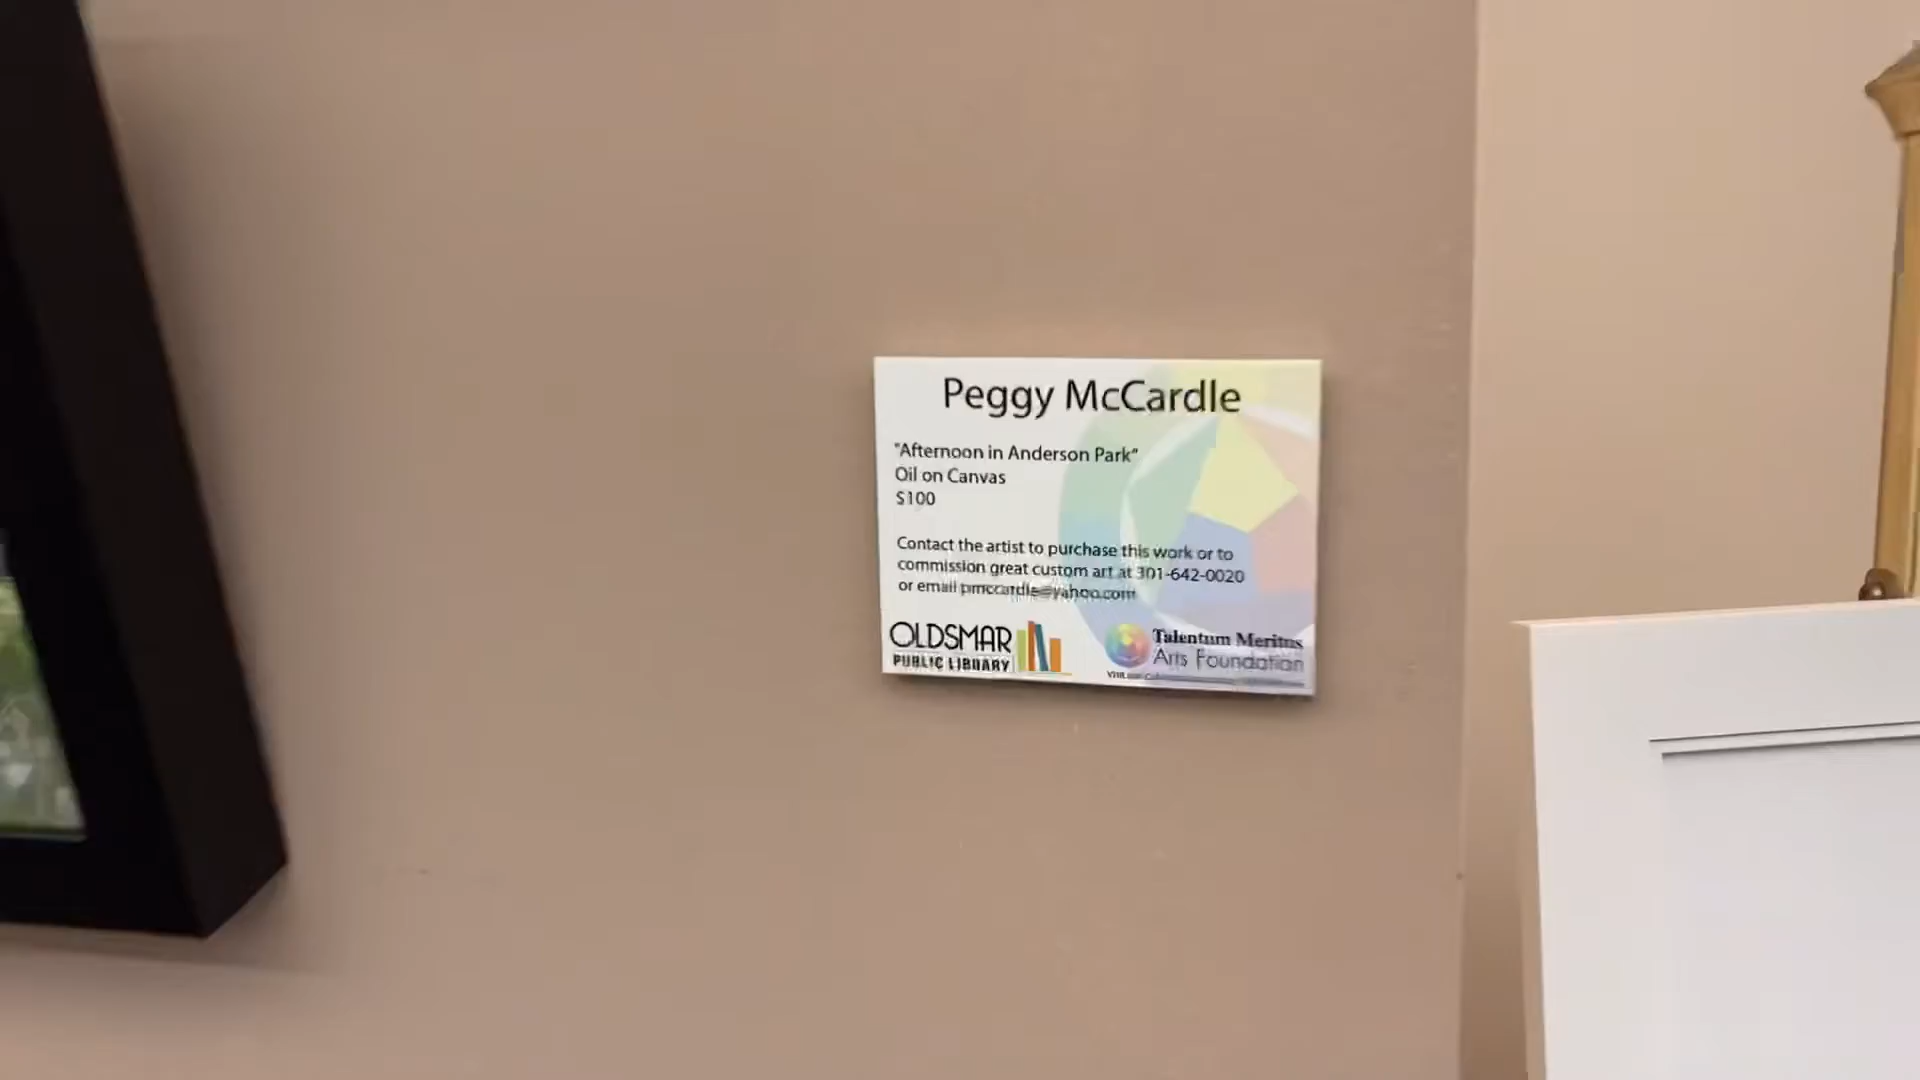 Peggy McCardle
"Afternoon in Anderson Park"
Oil on Canvas
$100
Contact the artist to purchase this work or to
commission great custom art at 301-642-0020
or email pmccardle@yahoo.com
OLDSMAR
PUBLIC LIBRARY
Talentum Meritus
Arts Foundation